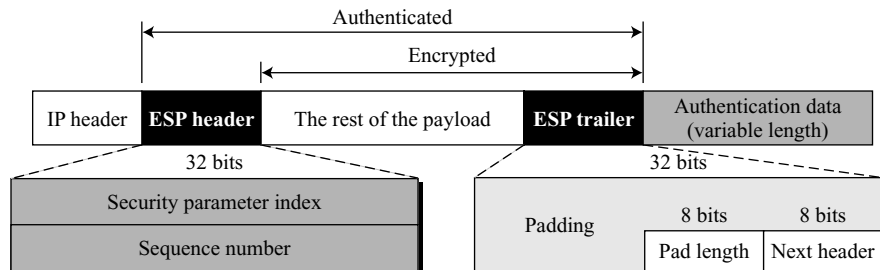 Authenticated
Encrypted
IP header
ESP header
The rest of the payload
ESP trailer
Authentication data
(variable length)
32 bits
32 bits
Security parameter index
Sequence number
Padding
8 bits
8 bits
Pad length
Next header